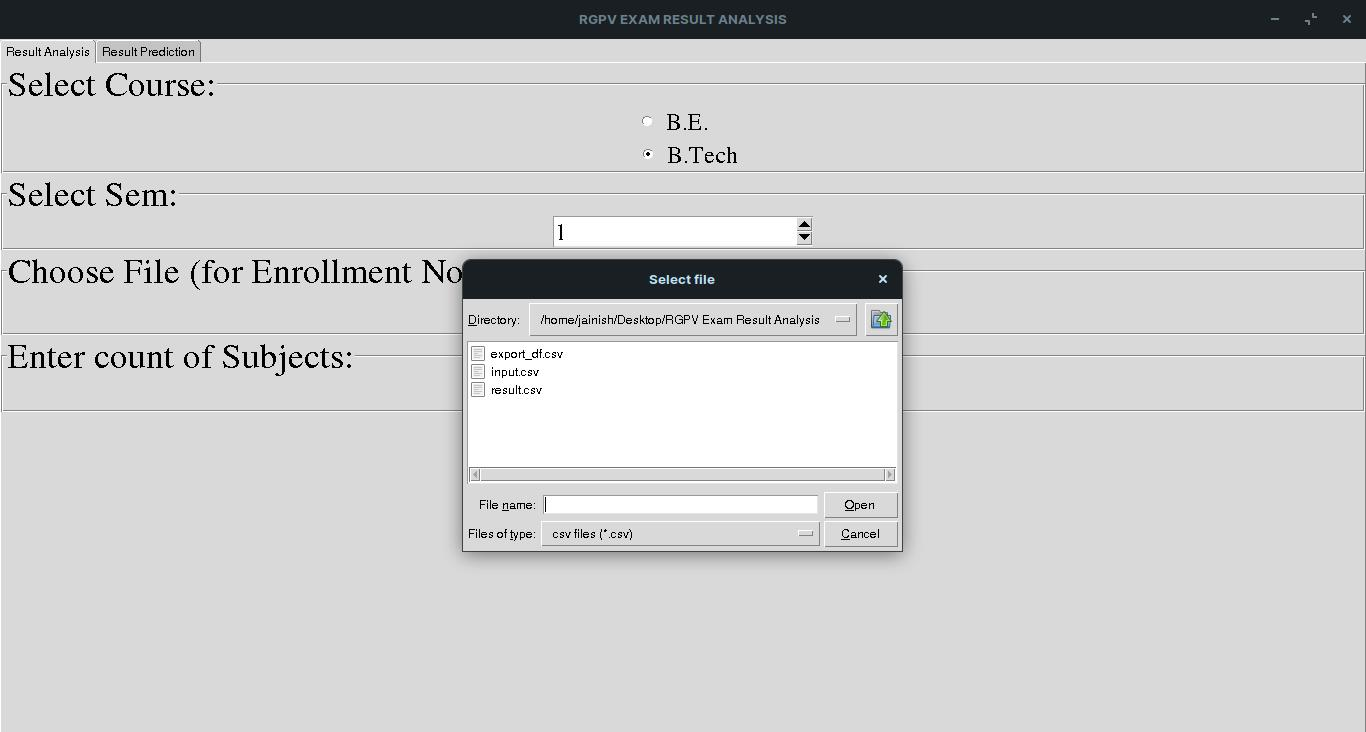 RGPV EXAM RESULT ANALYSIS
Result Analysis Result Prediction
Select Course:
B.E.
B.Tech
Select Sem:
1
Choose File (for Enrollment No
Select file
Directory: /home/jainish/Desktop/RGPV Exam Result Analysis
export_df.csv
input.csv
result.csv
Enter count of Subjects:
File name: Open
Files of type: csv files (*.csv) Cancel